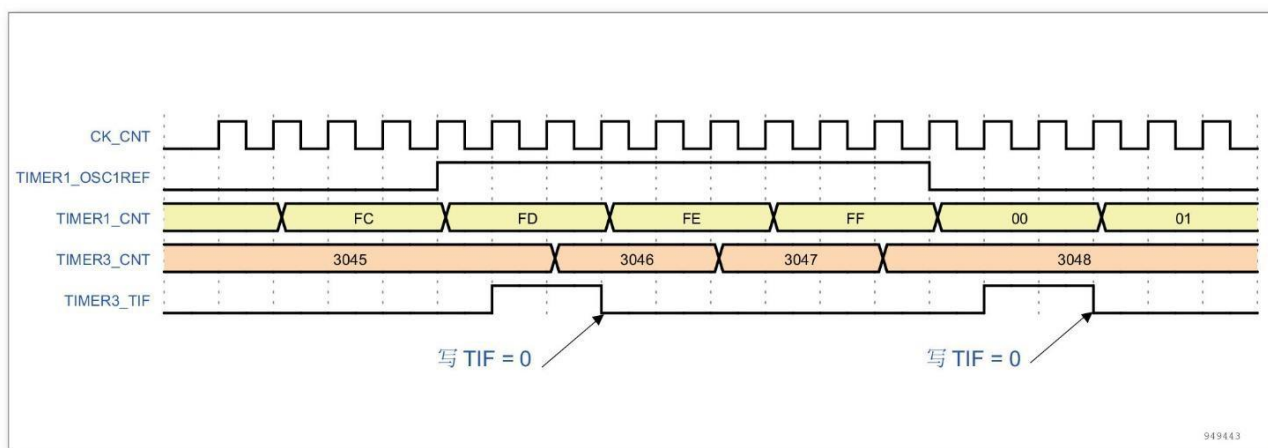 CK_CNT
TIMER1_OSC1REF
TIMER1_CNT FC FD FE FF 00 01
TIMER3_CNT 3045 3046 3047 3048
TIMER3_TIF
写 TIF = 0 写 TIF = 0
949443